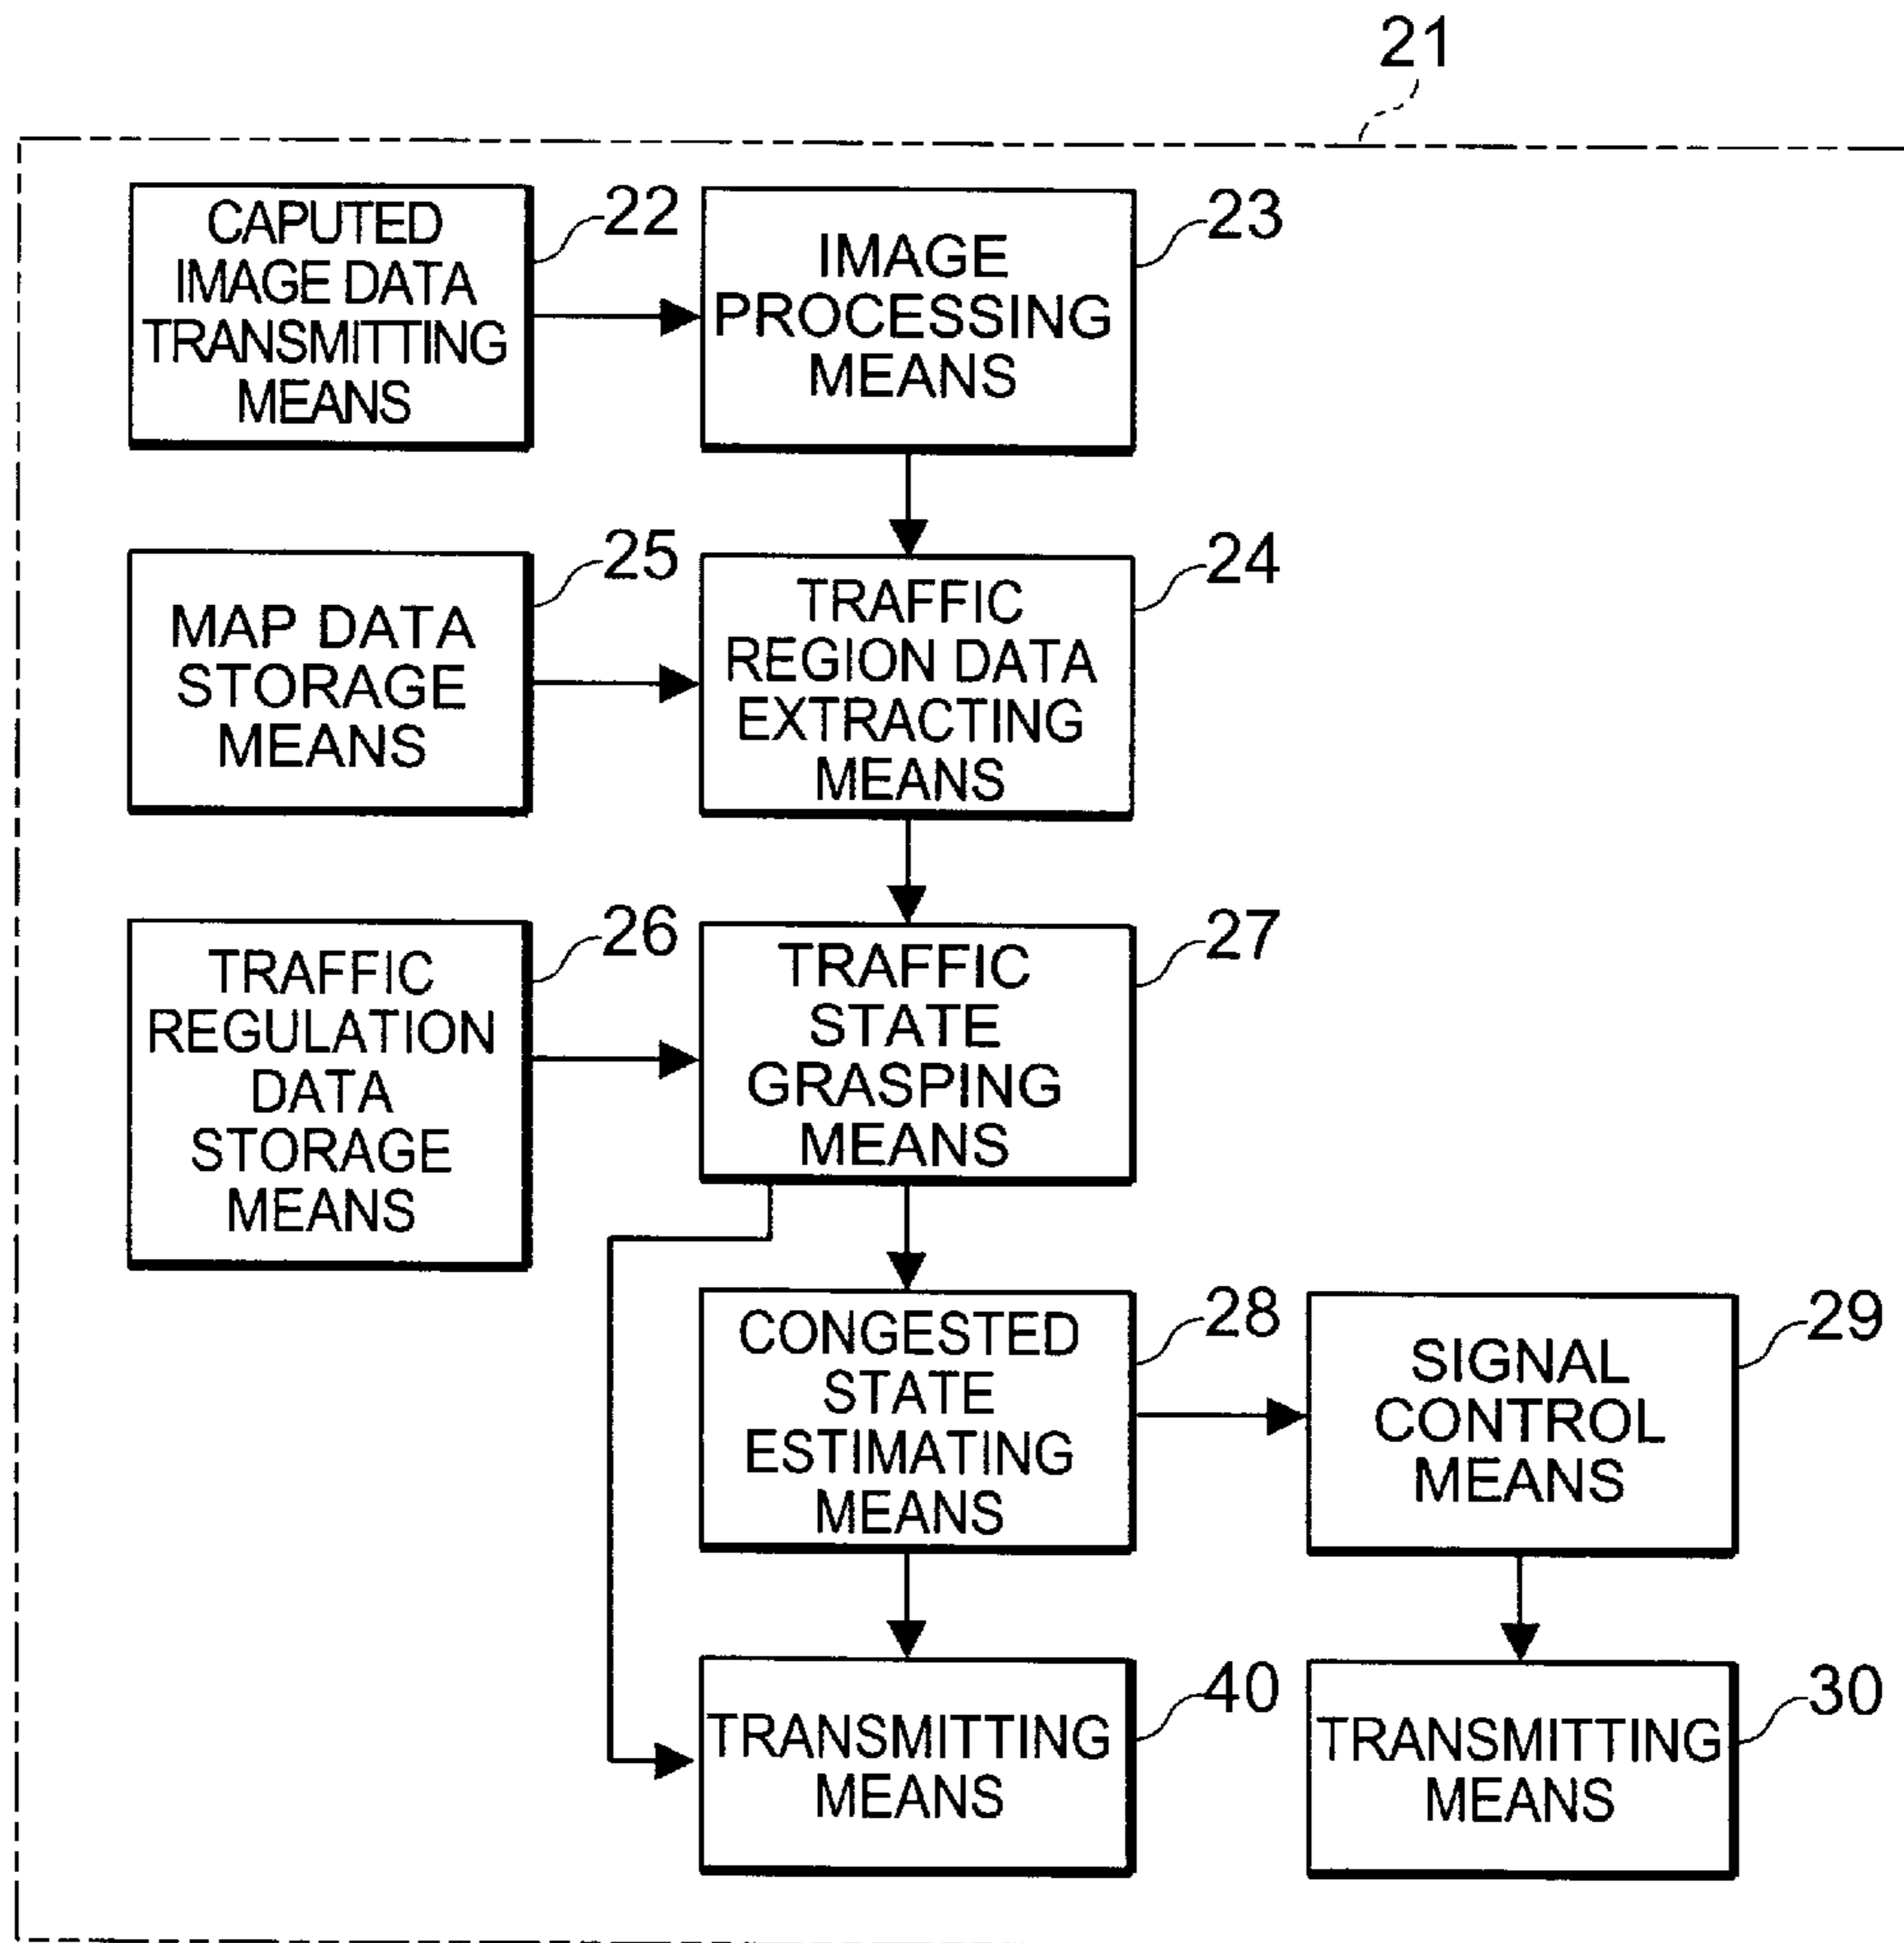 21
CAPUTED
IMAGE DATA
TRANSMITTING
MEANS
22
IMAGE
PROCESSING
MEANS
23
MAP DATA
STORAGE
MEANS
25
TRAFFIC
REGION DATA
EXTRACTING
MEANS
24
TRAFFIC
REGULATION
DATA
STORAGE
MEANS
26
TRAFFIC
STATE
GRASPING
MEANS
27
CONGESTED
STATE
ESTIMATING
MEANS
28
SIGNAL
CONTROL
MEANS
29
TRANSMITTING
MEANS
40
TRANSMITTING
MEANS
30